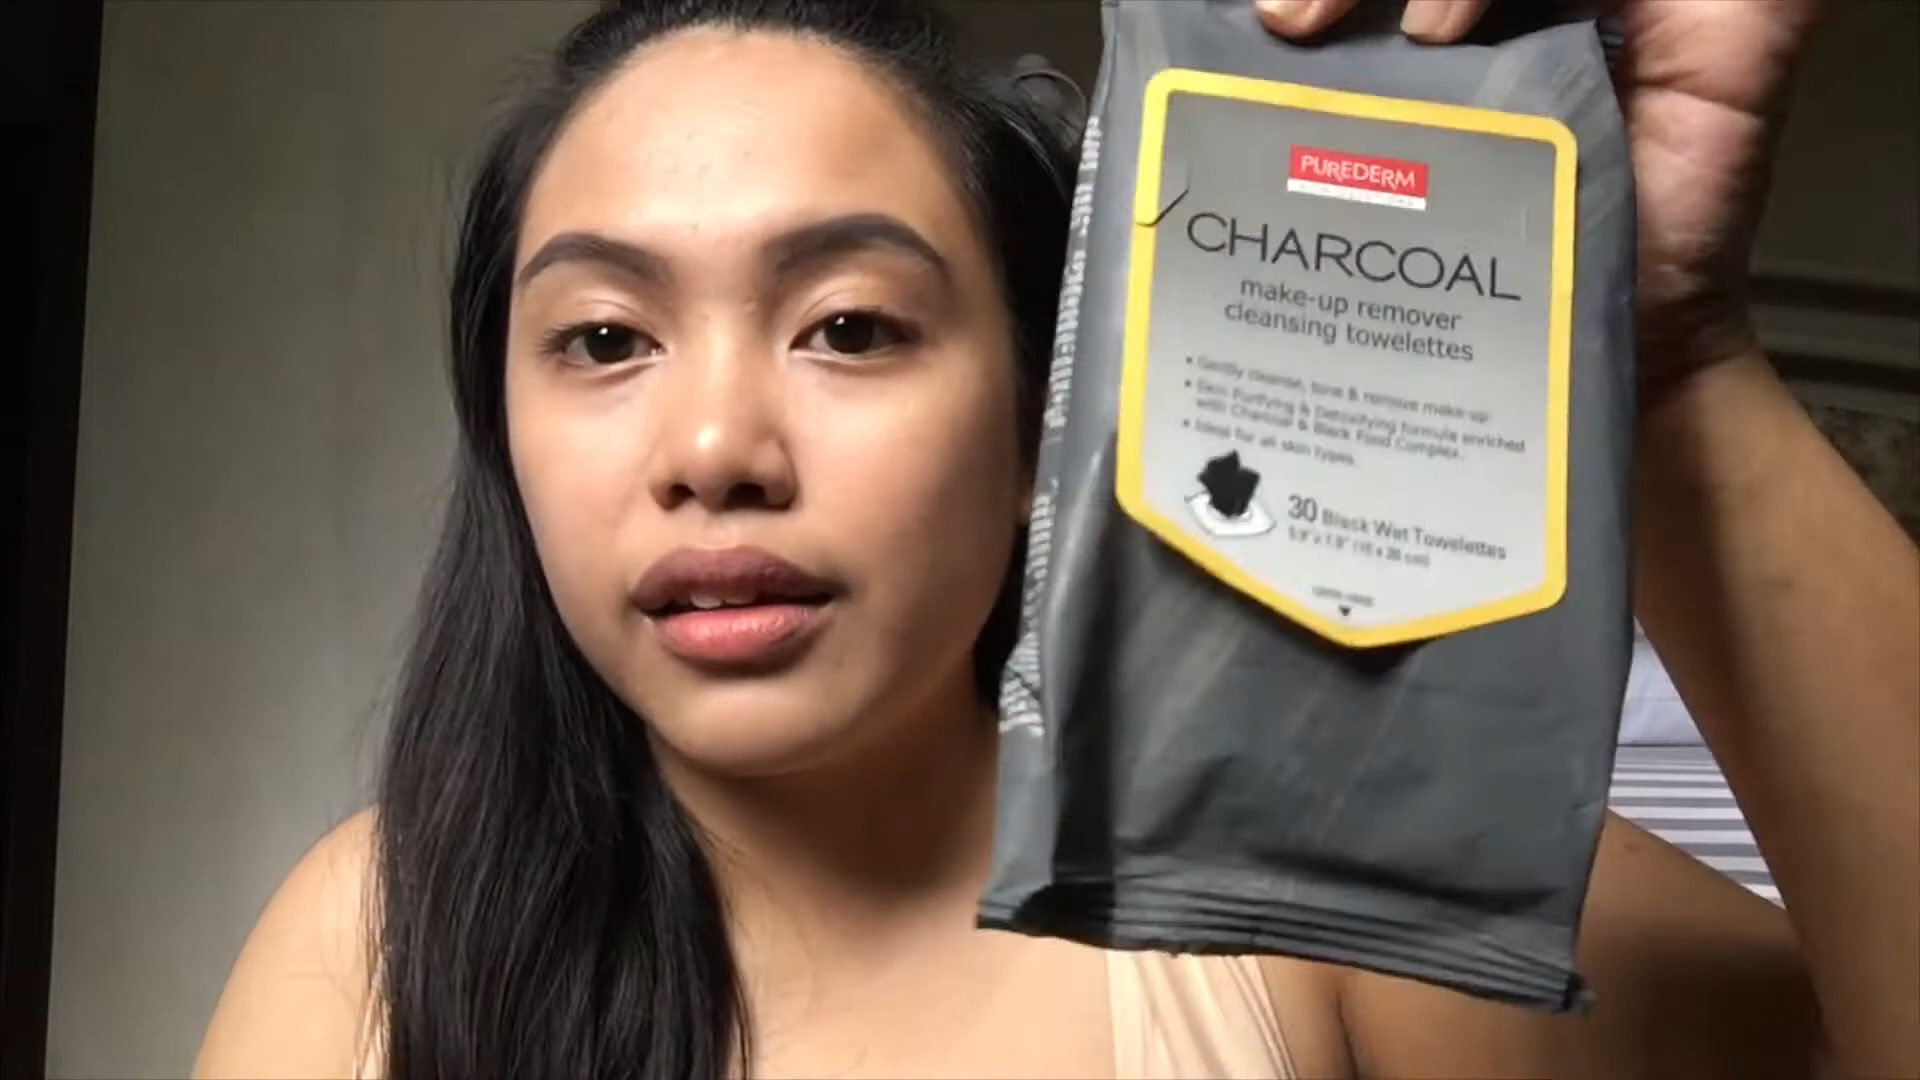 PUREDERM
CHARCOAL
make-up remover
cleansing towelettes
• Gently cleanse, tone & remove make-up
• Skin Purifying & Detoxifying formula enriched
with Charcoal & Black Food Complex.
• Ideal for all skin types.
30 Black Wet Towelettes